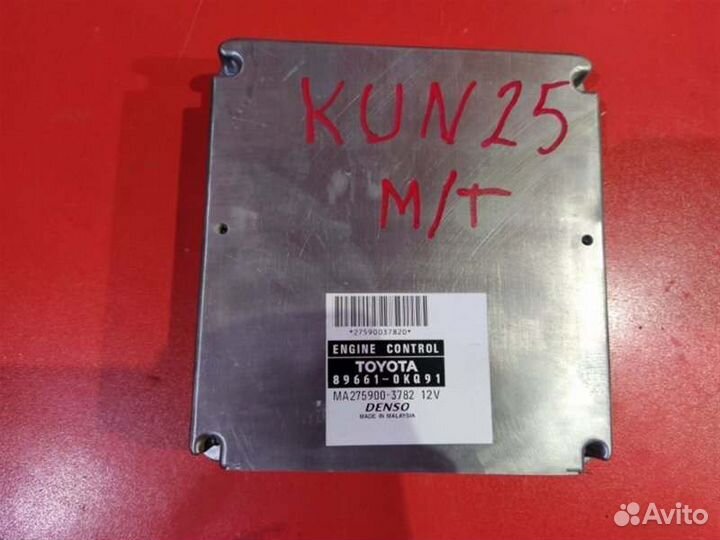 KUN25
M/T
*27590037820*
ENGINE CONTROL
TOYOTA
89661-0KQ91
MA275900-3782 12V
DENSO
MADE IN MALAYSIA
Avito